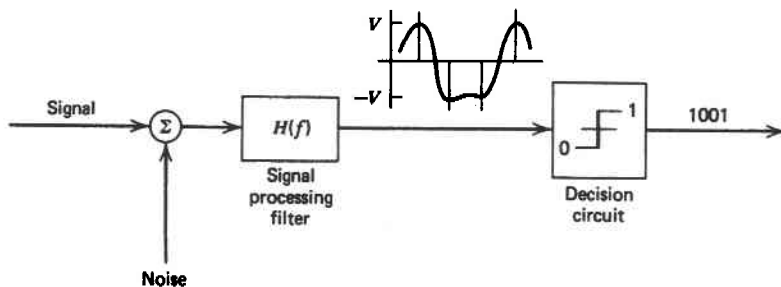 V
-V
Signal
Σ
H(f)
Signal
processing
filter
0
1
1001
Decision
circuit
Noise